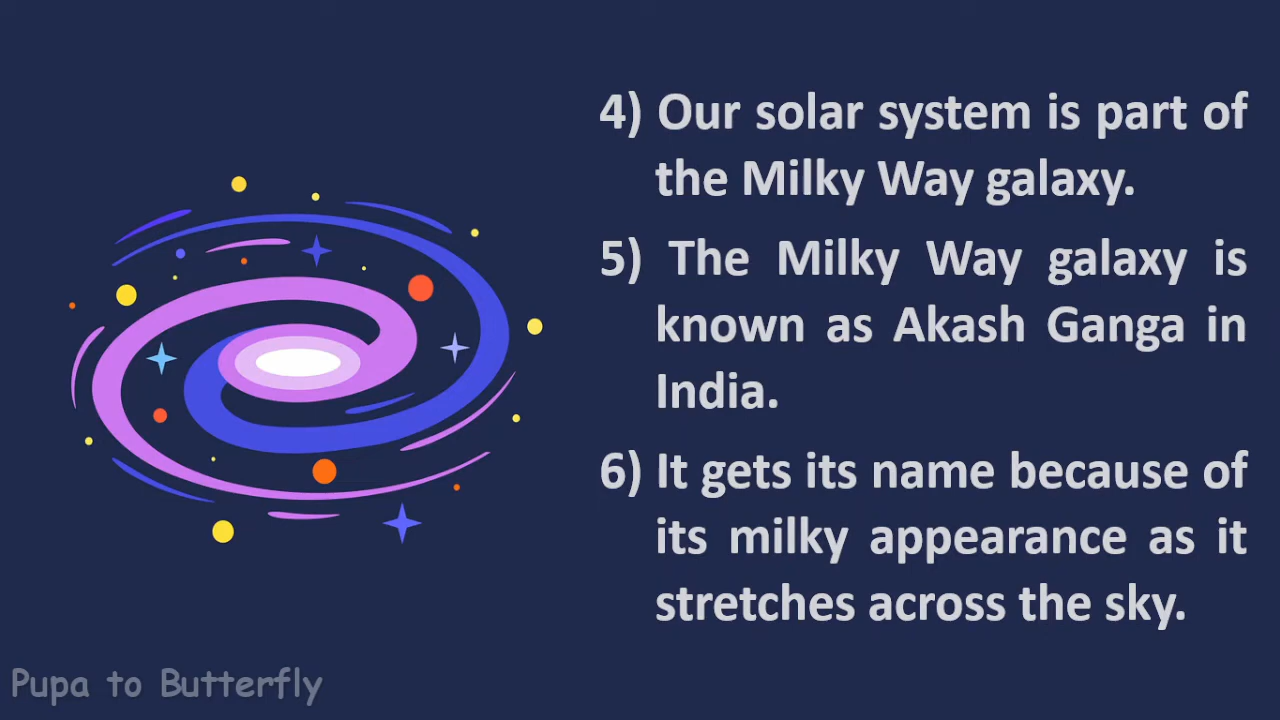 4) Our solar system is part of
the Milky Way galaxy.
5) The Milky Way galaxy is
known as Akash Ganga in
India.
6) It gets its name because of
its milky appearance as it
stretches across the sky.
Pupa to Butterfly